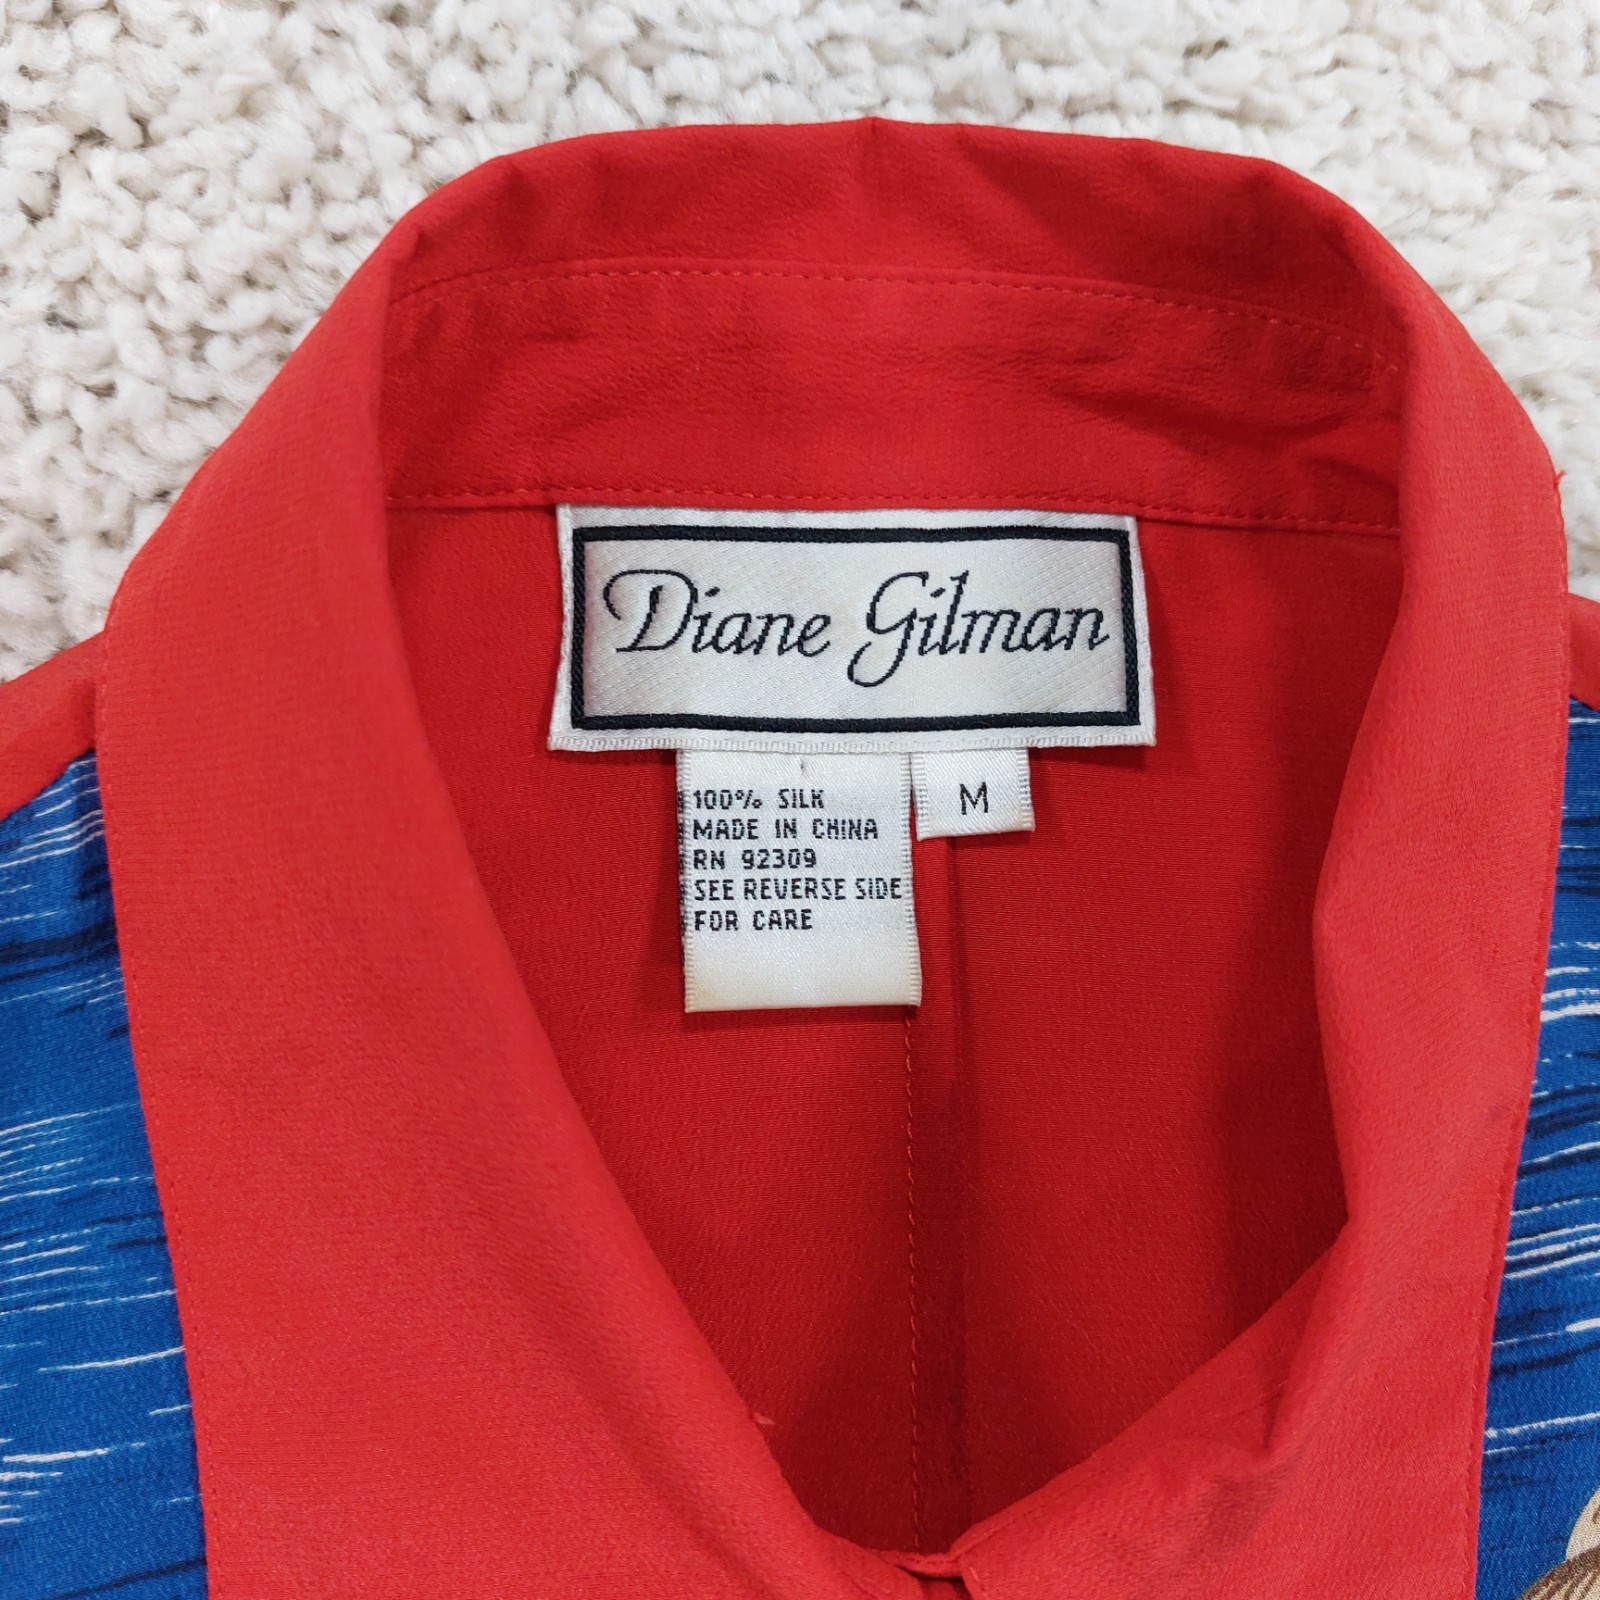 Diane Gilman
100% SILK
MADE IN CHINA
RN 92309
SEE REVERSE SIDE
FOR CARE
M